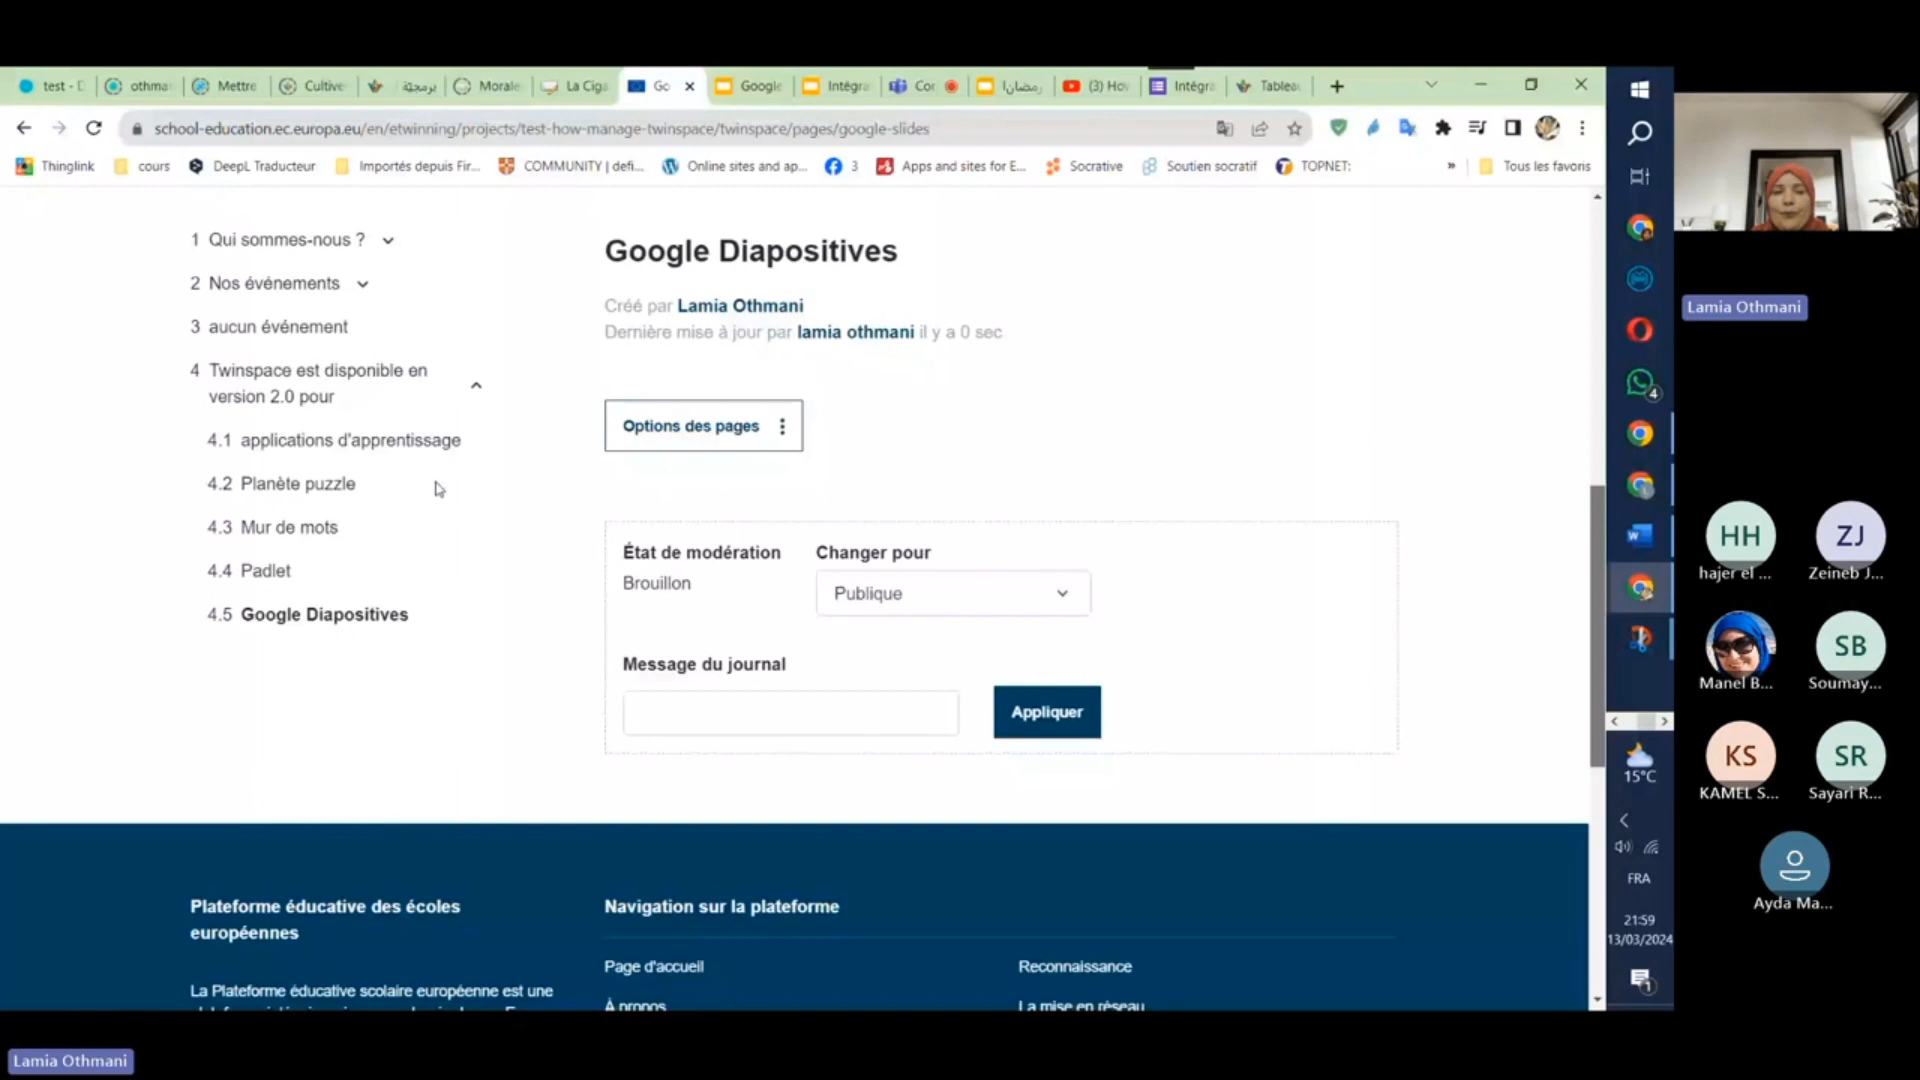 test - D
othma
Mettre
Cultive
برمجيّة
Morale
La Ciga
Go
Google
Intégra
Cor
رمضان
(3) Hov
Intégra
Tableau
school-education.ec.europa.eu/en/etwinning/projects/test-how-manage-twinspace/twinspace/pages/google-slides
Thinglink
cours
DeepL Traducteur
Importés depuis Fir...
COMMUNITY | defi...
Online sites and ap...
3
Apps and sites for E...
Socrative
Soutien socratif
TOPNET:
»
Tous les favoris
1 Qui sommes-nous ?
2 Nos événements
3 aucun événement
4 Twinspace est disponible en
version 2.0 pour
4.1 applications d'apprentissage
4.2 Planète puzzle
4.3 Mur de mots
4.4 Padlet
4.5 Google Diapositives
Google Diapositives
Créé par Lamia Othmani
Dernière mise à jour par lamia othmani il y a 0 sec
Options des pages
État de modération
Brouillon
Changer pour
Publique
Message du journal
Appliquer
Plateforme éducative des écoles
européennes
La Plateforme éducative scolaire européenne est une
Navigation sur la plateforme
Page d'accueil
À propos
Reconnaissance
La mise en réseau
4
15°C
FRA
21:59
13/03/2024
1
Lamia Othmani
HH
hajer el ...
ZJ
Zeineb J...
Manel B...
SB
Soumay...
KS
KAMEL S...
SR
Sayari R...
Ayda Ma...
Lamia Othmani